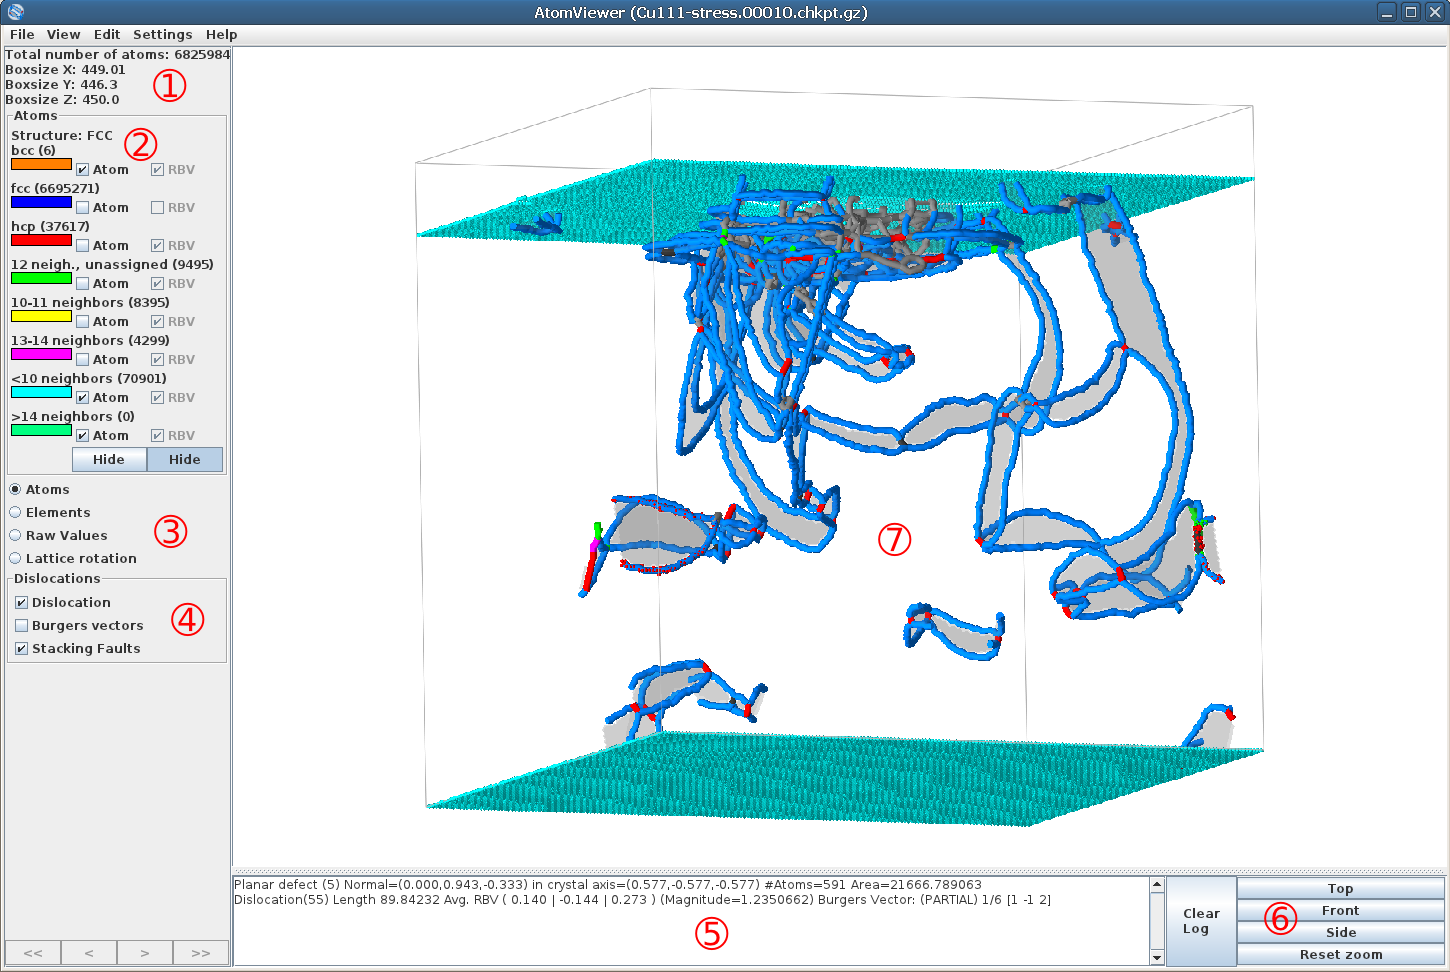 AtomViewer (Cu111-stress.00010.chkpt.gz)
File View Edit Settings Help
Total number of atoms: 6825984
Boxsize X: 449.01
Boxsize Y: 446.3
Boxsize Z: 450.0
①
Atoms
Structure: FCC
②
bcc (6)
Atom RBV
fcc (6695271)
Atom RBV
hcp (37617)
Atom RBV
12 neigh., unassigned (9495)
Atom RBV
10-11 neighbors (8395)
Atom RBV
13-14 neighbors (4299)
Atom RBV
<10 neighbors (70901)
Atom RBV
>14 neighbors (0)
Atom RBV
Hide Hide
Atoms
Elements
Raw Values
Lattice rotation
③
Dislocations
Dislocation
Burgers vectors
Stacking Faults
④
<< < > >>
⑦
Planar defect (5) Normal=(0.000,0.943,-0.333) in crystal axis=(0.577,-0.577,-0.577) #Atoms=591 Area=21666.789063
Dislocation(55) Length 89.84232 Avg. RBV ( 0.140 | -0.144 | 0.273 ) (Magnitude=1.2350662) Burgers Vector: (PARTIAL) 1/6 [1 -1 2]
⑤
Clear
Log
Top
Front
Side
Reset zoom
⑥